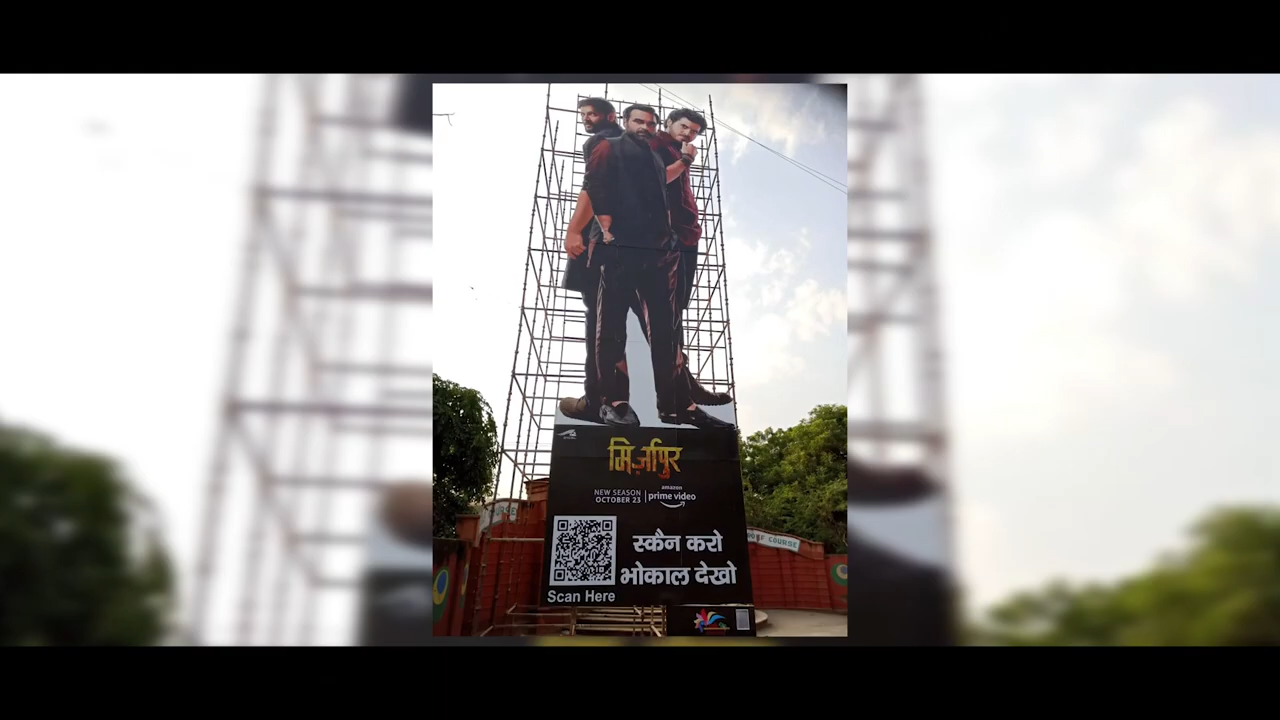 मिर्ज़ापुर
NEW SEASON
OCTOBER 23
amazon
prime video
स्कैन करो
भोकाल देखो
Scan Here